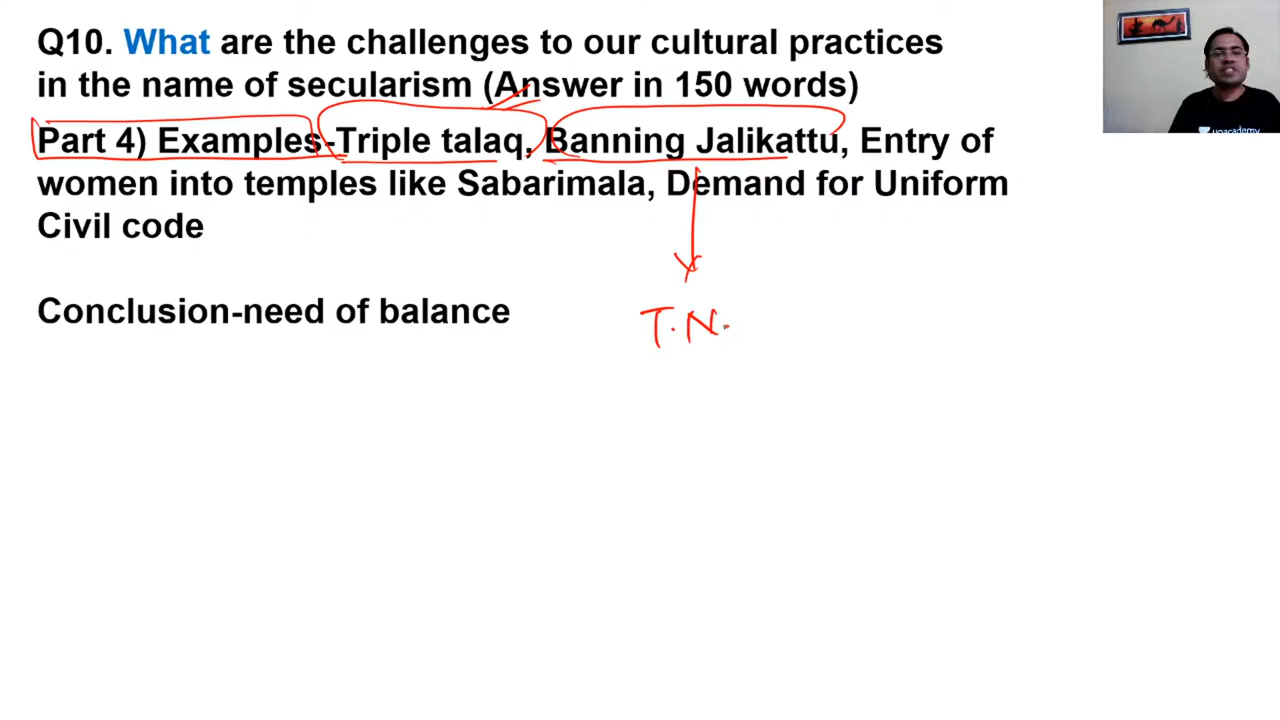 Q10. What are the challenges to our cultural practices
in the name of secularism (Answer in 150 words)
Part 4) Examples-Triple talaq, Banning Jalikattu, Entry of
women into temples like Sabarimala, Demand for Uniform
Civil code
Conclusion-need of balance
T.N.
unacademy